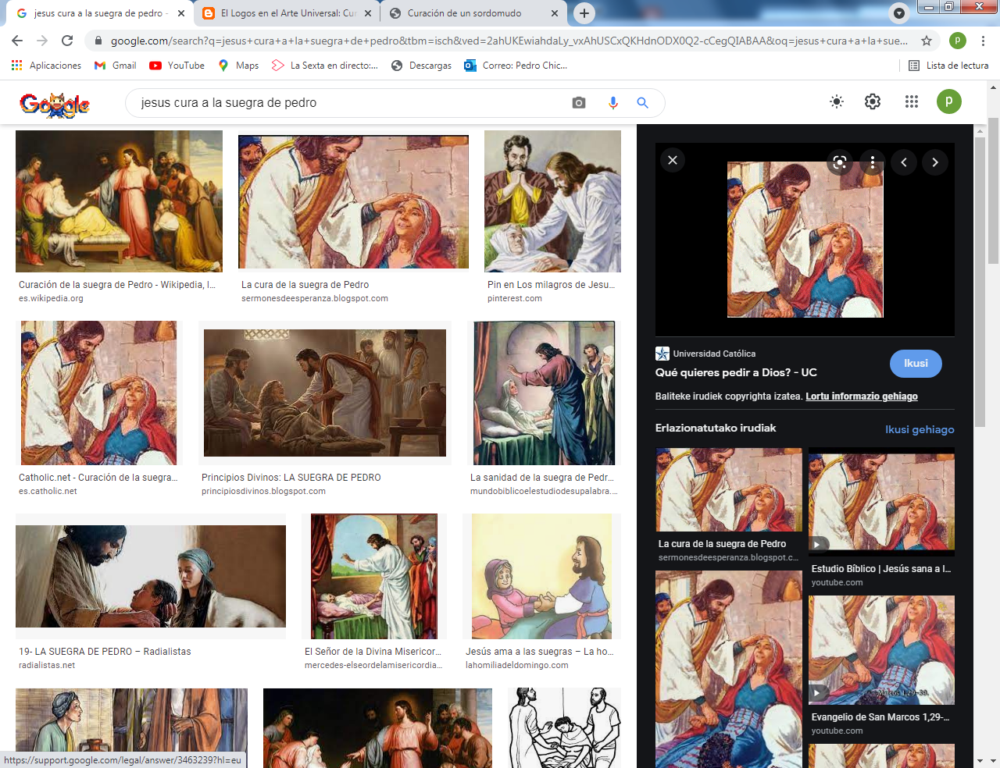 jesus cura a la suegra de pedro -
El Logos en el Arte Universal: Cur
Curación de un sordomudo
google.com/search?q=jesus+cura+a+la+suegra+de+pedro&tbm=isch&ved=2ahUKEwiahdaLy_vxAhUSCxQKHdnODX0Q2-cCegQIABAA&oq=jesus+cura+a+la+sue...
p
Aplicaciones
Gmail
YouTube
Maps
La Sexta en directo:...
Descargas
Correo: Pedro Chic...
Lista de lectura
Google
jesus cura a la suegra de pedro
p
Curación de la suegra de Pedro - Wikipedia, l...
es.wikipedia.org
La cura de la suegra de Pedro
sermonesdeesperanza.blogspot.com
Pin en Los milagros de Jesu...
pinterest.com
Catholic.net - Curación de la suegra...
es.catholic.net
Principios Divinos: LA SUEGRA DE PEDRO
principiosdivinos.blogspot.com
La sanidad de la suegra de Pedr...
mundobiblicoelestudiodesupalabra....
19- LA SUEGRA DE PEDRO – Radialistas
radialistas.net
El Señor de la Divina Misericor...
mercedes-elseordelamisericordia...
Jesús ama a las suegras – La ho...
lahomiliadeldomingo.com
https://support.google.com/legal/answer/3463239?hl=eu
Universidad Católica
Qué quieres pedir a Dios? - UC
Ikusi
Baliteke irudiek copyrighta izatea. Lortu informazio gehiago
Erlazionatutako irudiak
Ikusi gehiago
La cura de la suegra de Pedro
sermonesdeesperanza.blogspot.c...
Estudio Bíblico | Jesús sana a l...
youtube.com
Marcos 1,29-39
Evangelio de San Marcos 1,29-...
youtube.com